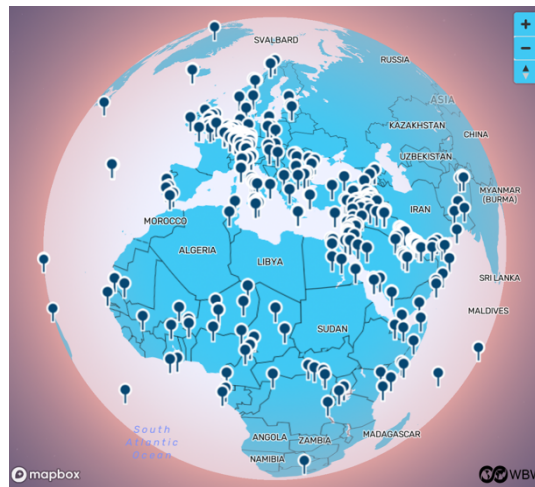 SVALBARD
RUSSIA
ASIA
KAZAKHSTAN
CHINA
UZBEKISTAN
MYANMAR
(BURMA)
IRAN
MOROCCO
ALGERIA
LIBYA
SRI LANKA
MALDIVES
SUDAN
South
Atlantic
Ocean
ANGOLA
ZAMBIA
MADAGASCAR
NAMIBIA
mapbox
WBW